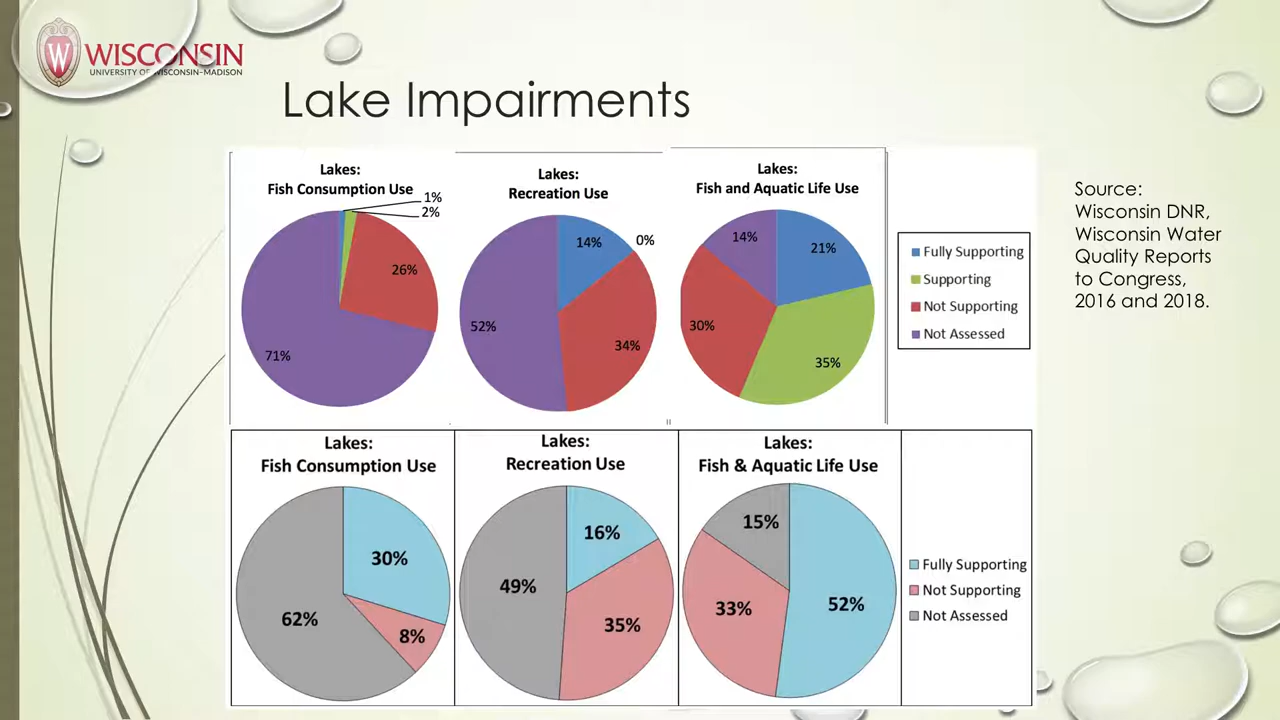 WISCONSIN
UNIVERSITY OF WISCONSIN–MADISON
Lake Impairments
Lakes:
Fish Consumption Use
1%
2%
26%
71%
Lakes:
Recreation Use
14%
0%
34%
52%
Lakes:
Fish and Aquatic Life Use
14%
21%
30%
35%
Fully Supporting
Supporting
Not Supporting
Not Assessed
Source:
Wisconsin DNR,
Wisconsin Water
Quality Reports
to Congress,
2016 and 2018.
Lakes:
Fish Consumption Use
30%
62%
8%
Lakes:
Recreation Use
16%
49%
35%
Lakes:
Fish & Aquatic Life Use
15%
52%
33%
Fully Supporting
Not Supporting
Not Assessed